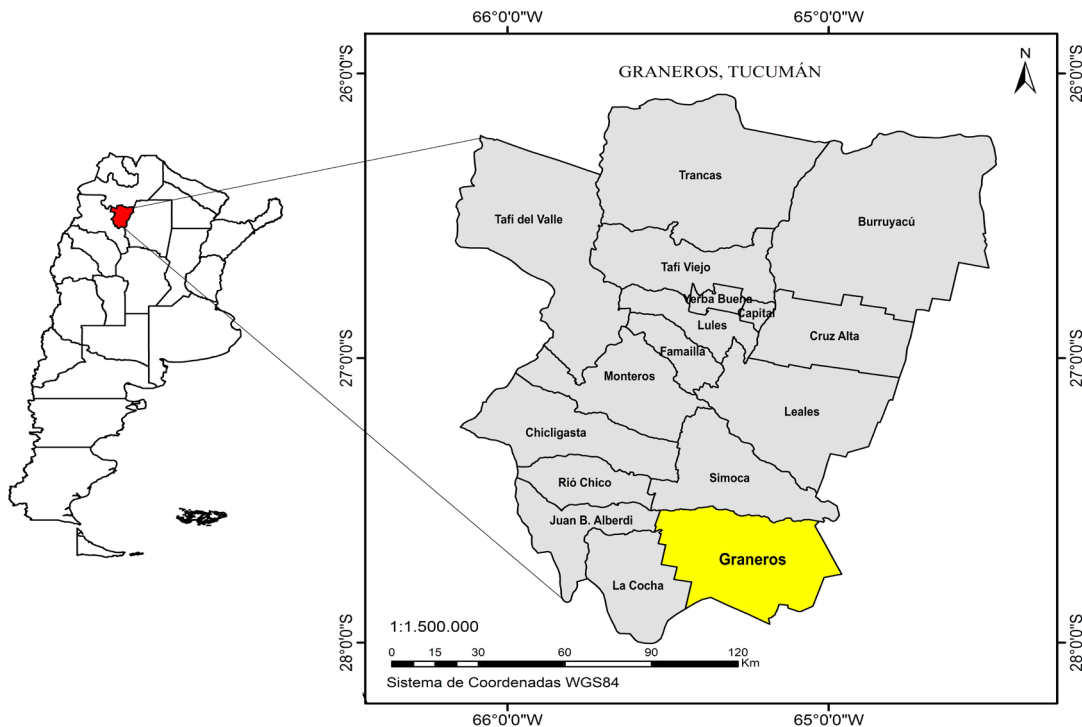 66°0'0"W
65°0'0"W
26°0'0"S
26°0'0"S
GRANEROS, TUCUMÁN
N
Trancas
Tafí del Valle
Burruyacú
Tafí Viejo
Yerba Buena
Capital
Lules
Cruz Alta
Famailla
27°0'0"S
27°0'0"S
Monteros
Leales
Chicligasta
Simoca
Rió Chico
Juan B. Alberdi
Graneros
La Cocha
1:1.500.000
28°0'0"S
28°0'0"S
0 15 30 60 90 120
Km
Sistema de Coordenadas WGS84
66°0'0"W
65°0'0"W